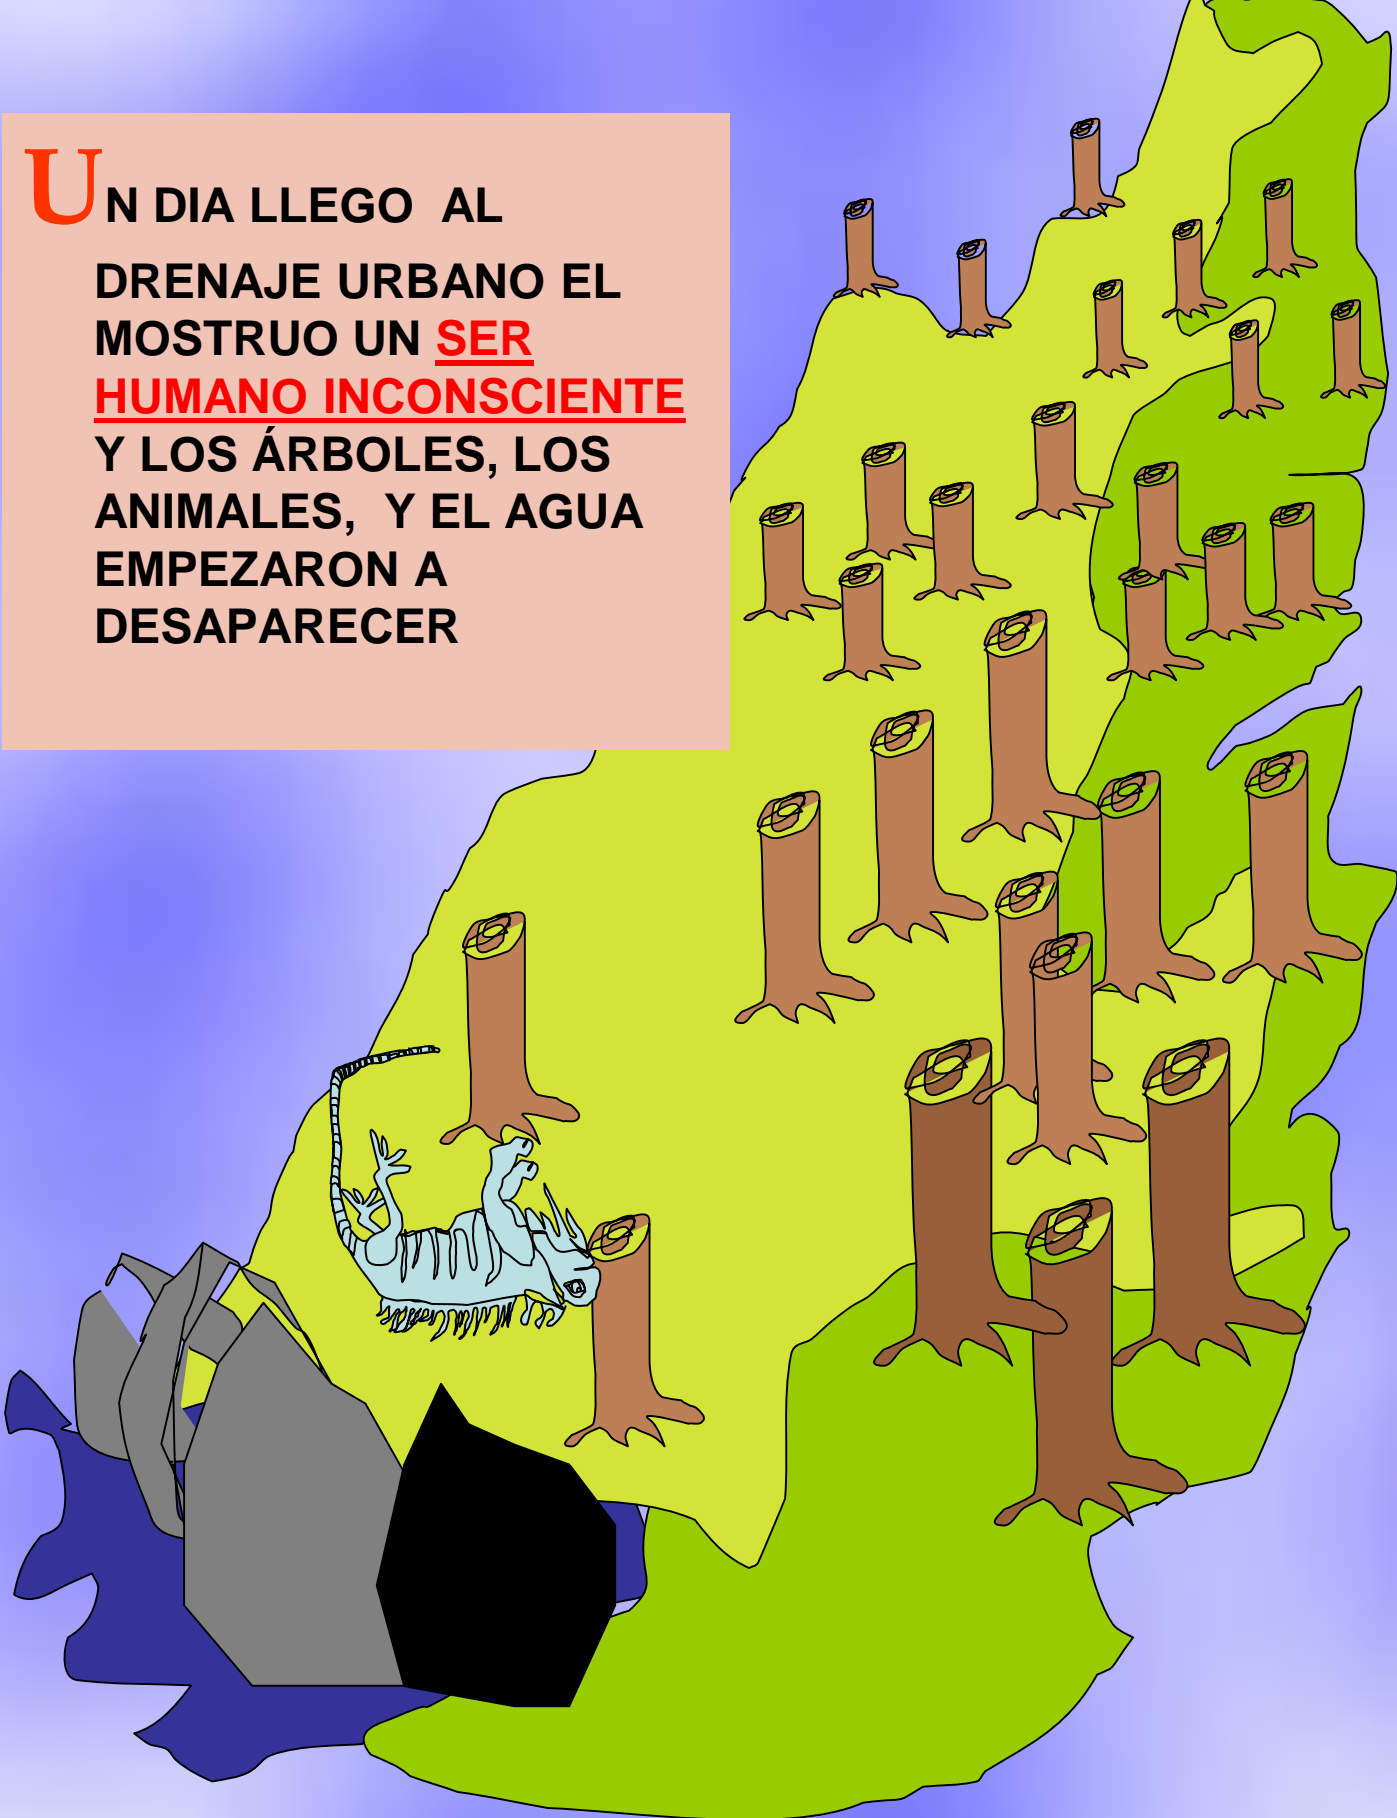 UN DIA LLEGO AL
DRENAJE URBANO EL
MOSTRUO UN SER
HUMANO INCONSCIENTE
Y LOS ÁRBOLES, LOS
ANIMALES, Y EL AGUA
EMPEZARON A
DESAPARECER